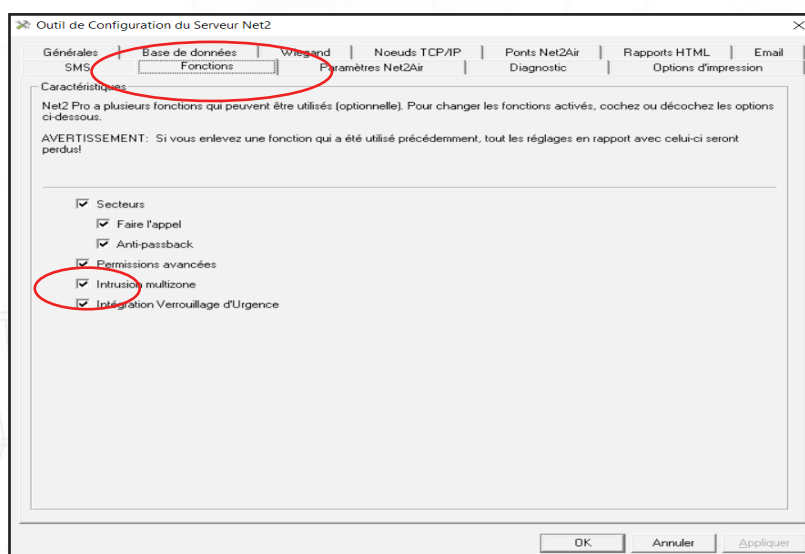 Outil de Configuration du Serveur Net2
Générales Base de données Wiegand Noeuds TCP/IP Ponts Net2Air Rapports HTML Email
SMS Fonctions Paramètres Net2Air Diagnostic Options d'impression
Caractéristiques
Net2 Pro a plusieurs fonctions qui peuvent être utilisés (optionnelle). Pour changer les fonctions activés, cochez ou décochez les options
ci-dessous.
AVERTISSEMENT: Si vous enlevez une fonction qui a été utilisé précédemment, tout les réglages en rapport avec celui-ci seront
perdus!
Secteurs
Faire l'appel
Anti-passback
Permissions avancées
Intrusion multizone
Intégration Verrouillage d'Urgence
OK Annuler Appliquer